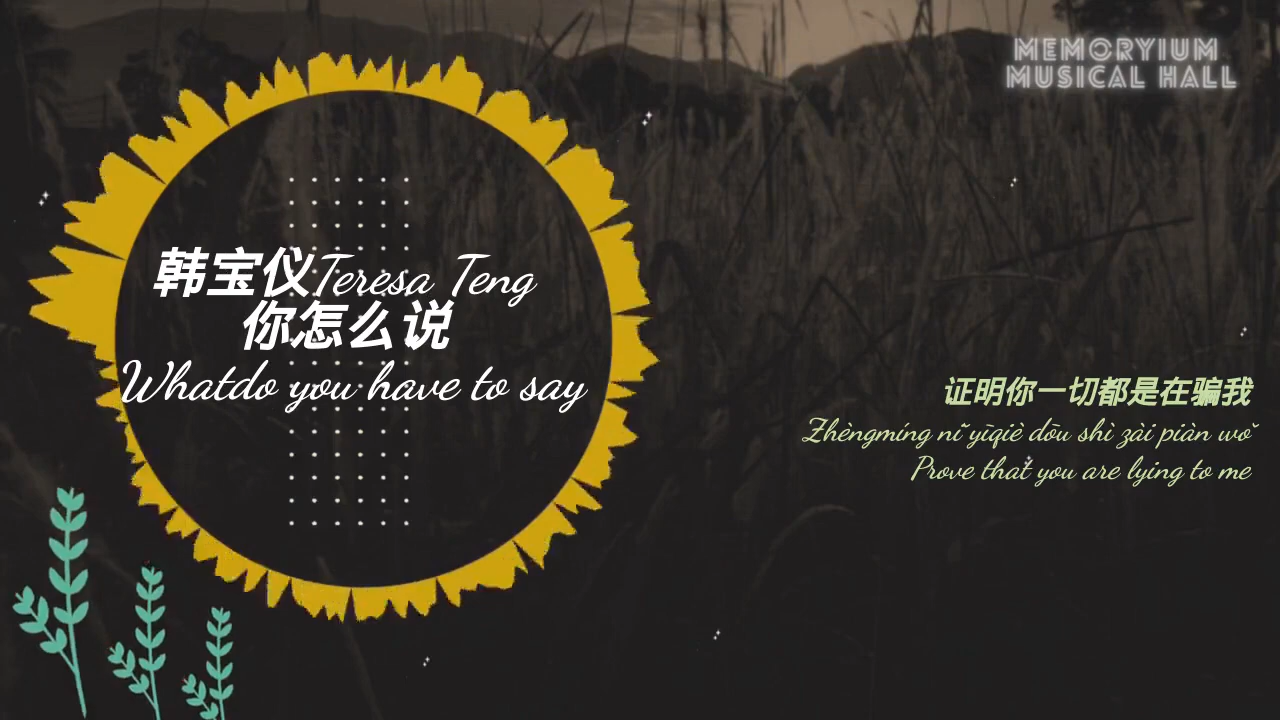 MEMORYIUM
MUSICAL HALL
韩宝仪Teresa Teng
你怎么说
Whatdo you have to say
证明你一切都是在骗我
Zhèngmíng nǐ yīqiè dōu shì zài piàn wǒ
Prove that you are lying to me